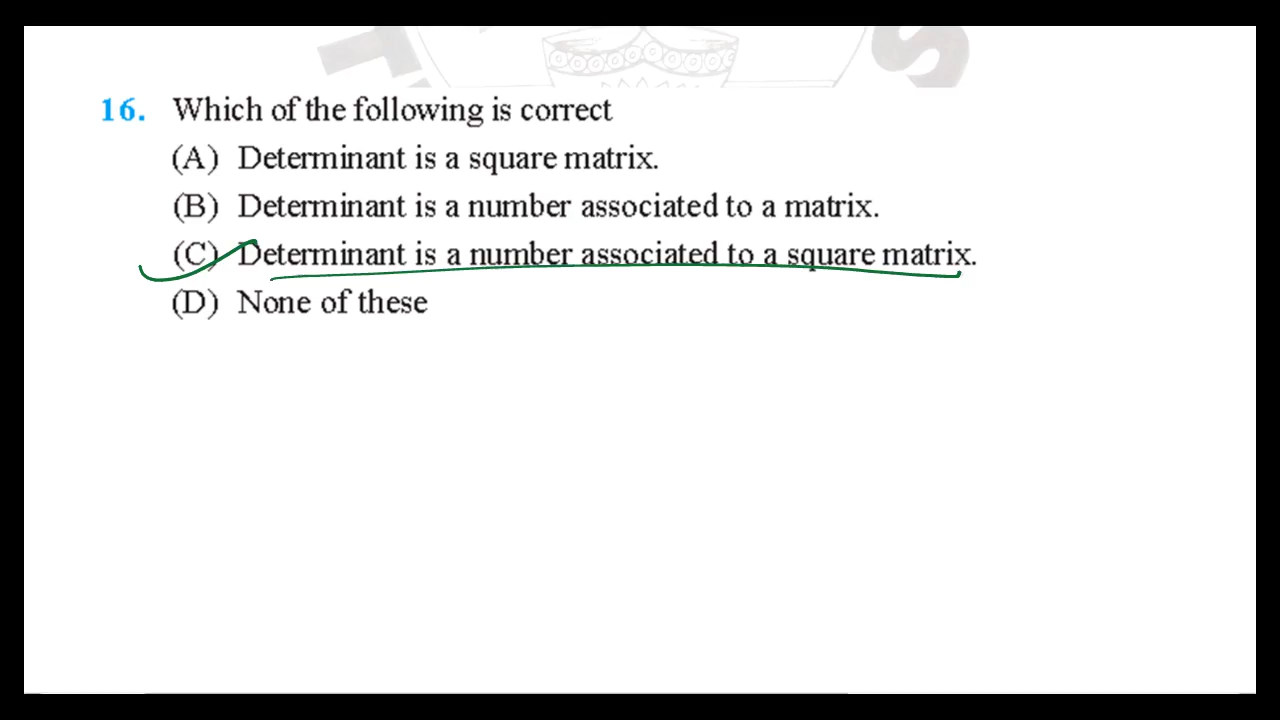 16. Which of the following is correct
(A) Determinant is a square matrix.
(B) Determinant is a number associated to a matrix.
(C) Determinant is a number associated to a square matrix.
(D) None of these